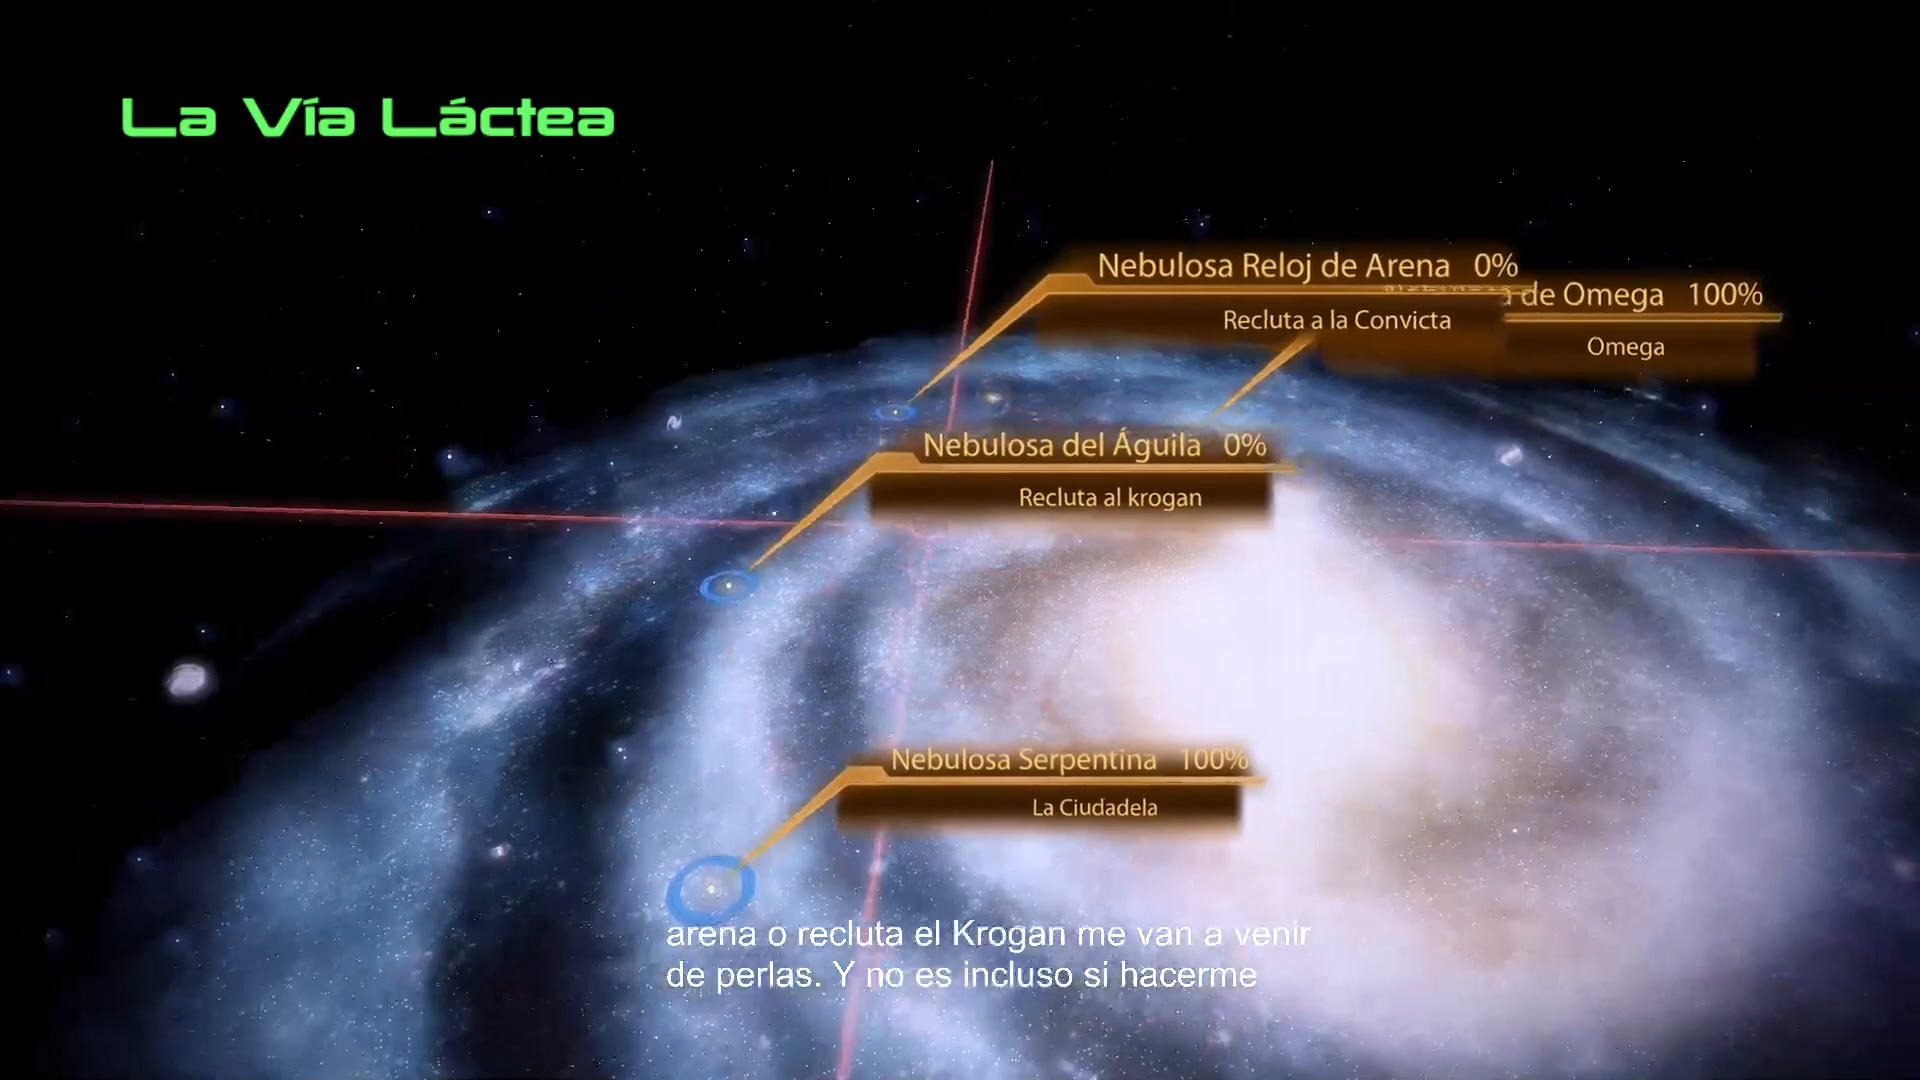 La Vía Láctea
Nebulosa Reloj de Arena 0%
Recluta a la Convicta
de Omega 100%
Omega
Nebulosa del Águila 0%
Recluta al krogan
Nebulosa Serpentina 100%
La Ciudadela
arena o recluta el Krogan me van a venir
de perlas. Y no es incluso si hacerme